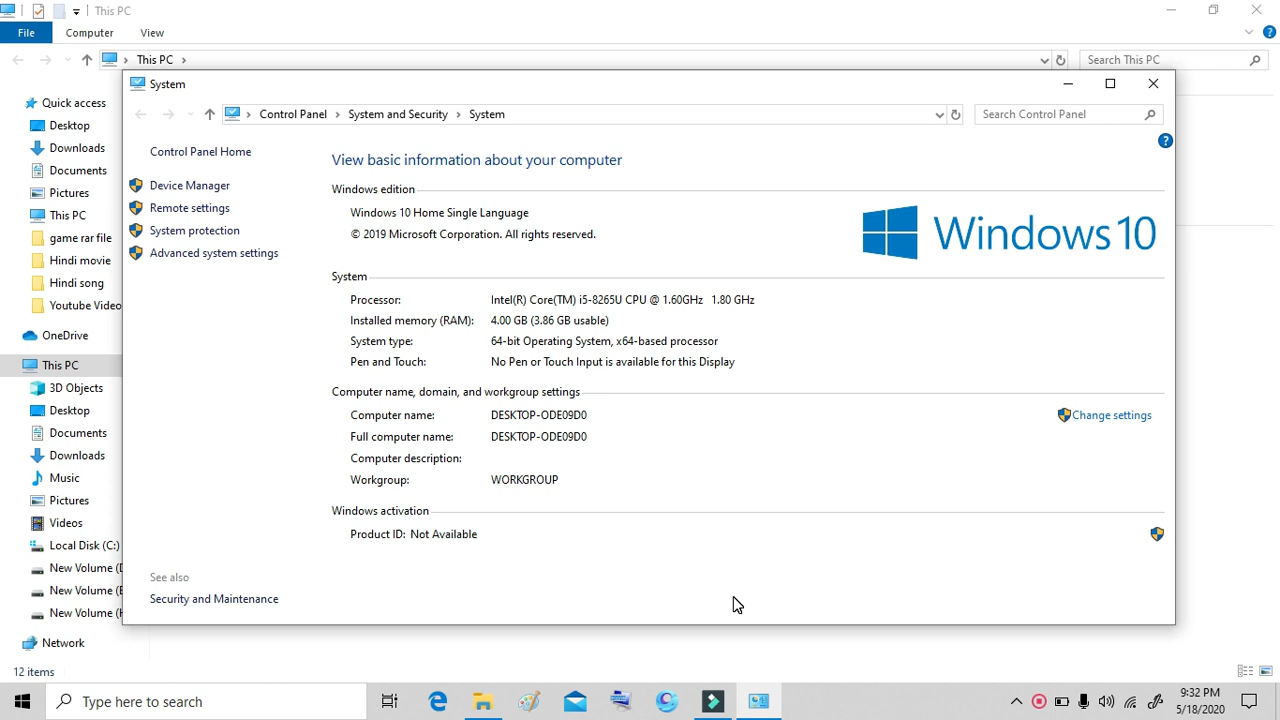 This PC
File
Computer
View
This PC
Search This PC
System
Control Panel
System and Security
System
Search Control Panel
Quick access
Desktop
Downloads
Documents
Pictures
This PC
game rar file
Hindi movie
Hindi song
Youtube Video
OneDrive
This PC
3D Objects
Desktop
Documents
Downloads
Music
Pictures
Videos
Local Disk (C:)
New Volume (D
New Volume (E
New Volume (H
Network
12 items
Control Panel Home
Device Manager
Remote settings
System protection
Advanced system settings
See also
Security and Maintenance
View basic information about your computer
Windows edition
Windows 10 Home Single Language
© 2019 Microsoft Corporation. All rights reserved.
Windows 10
System
Processor: Intel(R) Core(TM) i5-8265U CPU @ 1.60GHz 1.80 GHz
Installed memory (RAM): 4.00 GB (3.86 GB usable)
System type: 64-bit Operating System, x64-based processor
Pen and Touch: No Pen or Touch Input is available for this Display
Computer name, domain, and workgroup settings
Computer name: DESKTOP-ODE09D0
Change settings
Full computer name: DESKTOP-ODE09D0
Computer description:
Workgroup: WORKGROUP
Windows activation
Product ID: Not Available
Type here to search
9:32 PM
5/18/2020